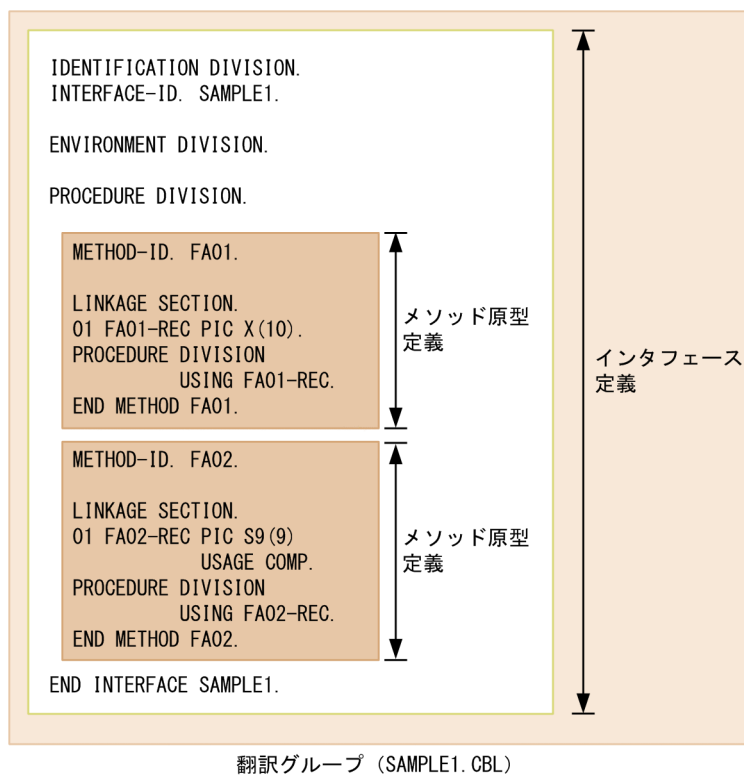 IDENTIFICATION DIVISION.
INTERFACE-ID. SAMPLE1.
ENVIRONMENT DIVISION.
PROCEDURE DIVISION.
METHOD-ID. FA01.
LINKAGE SECTION.
01 FA01-REC PIC X(10).
PROCEDURE DIVISION
USING FA01-REC.
END METHOD FA01.
メソッド原型
定義
METHOD-ID. FA02.
LINKAGE SECTION.
01 FA02-REC PIC S9(9)
USAGE COMP.
PROCEDURE DIVISION
USING FA02-REC.
END METHOD FA02.
メソッド原型
定義
END INTERFACE SAMPLE1.
インタフェース
定義
翻訳グループ（SAMPLE1.CBL）